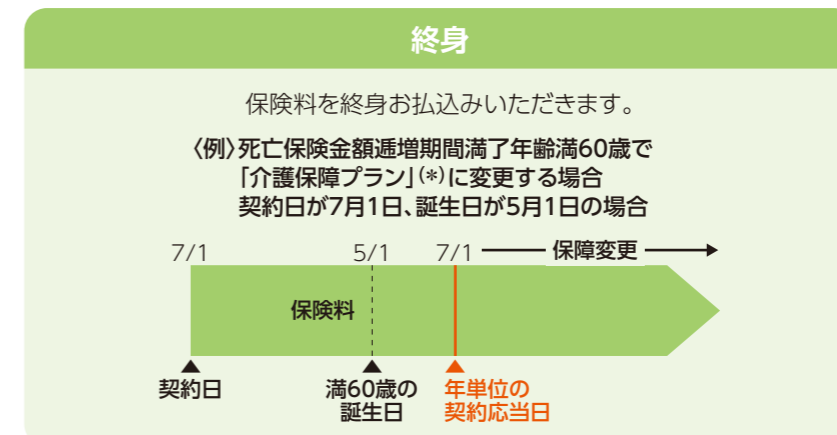 終身
保険料を終身お払込みいただきます。
〈例〉死亡保険金額逓増期間満了年齢満60歳で
「介護保障プラン」(*)に変更する場合
契約日が7月1日、誕生日が5月1日の場合
7/1 5/1 7/1 保障変更
保険料
契約日 満60歳の 年単位の
誕生日 契約応当日